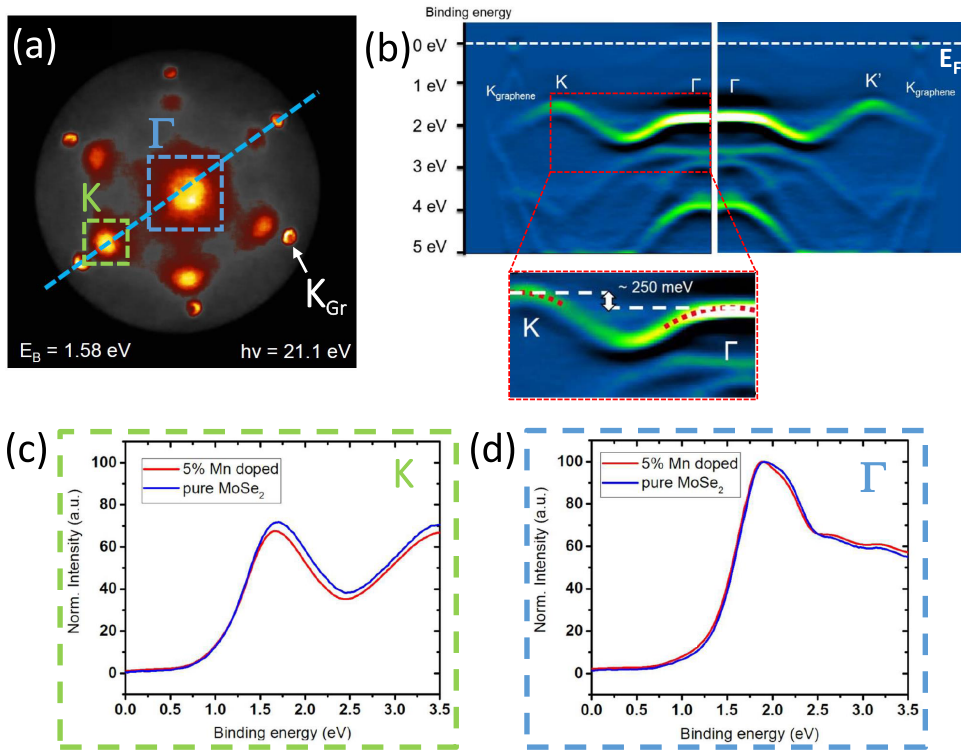 (a)
Γ
K
K_Gr
E_B = 1.58 eV
hν = 21.1 eV
Binding energy
(b)
0 eV
E_F
1 eV
K_graphene
K
Γ
Γ
K'
K_graphene
2 eV
3 eV
4 eV
5 eV
~ 250 meV
K
Γ
(c)
K
5% Mn doped
pure MoSe₂
Norm. Intensity (a.u.)
100
80
60
40
20
0
0.0 0.5 1.0 1.5 2.0 2.5 3.0 3.5
Binding energy (eV)
(d)
Γ
5% Mn doped
pure MoSe₂
Norm. Intensity (a.u.)
100
80
60
40
20
0
0.0 0.5 1.0 1.5 2.0 2.5 3.0 3.5
Binding energy (eV)